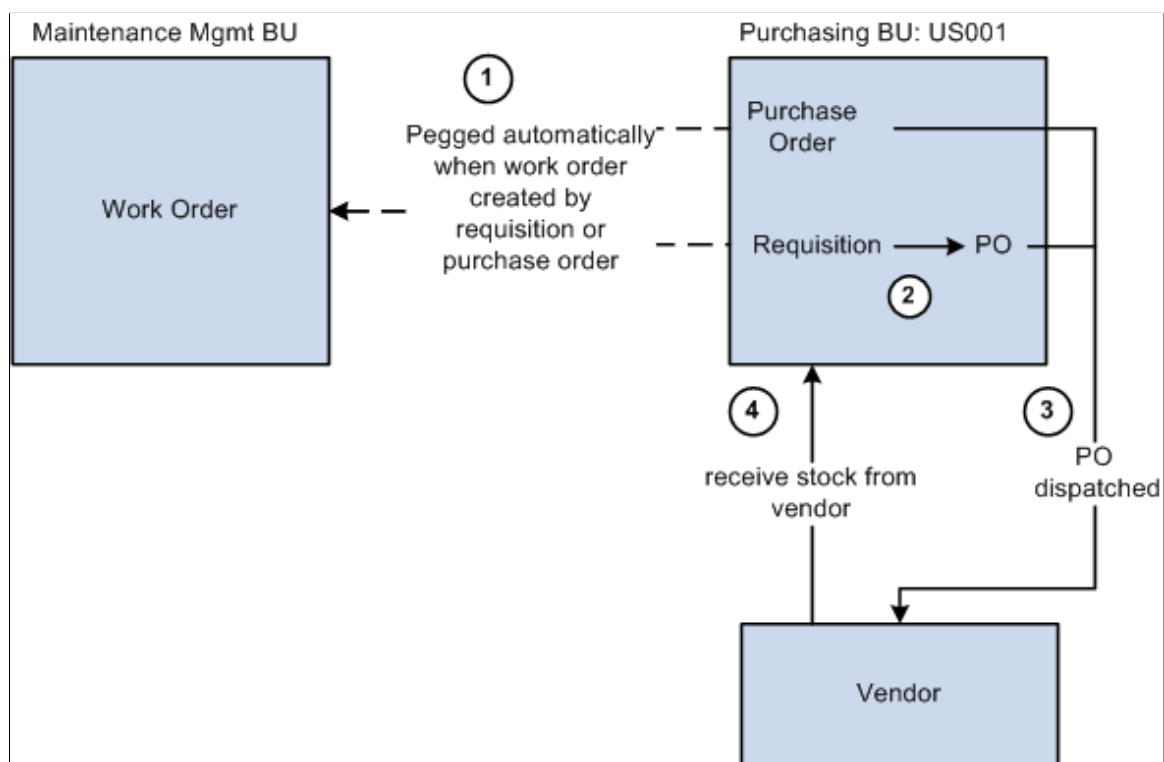 Maintenance Mgmt BU
Purchasing BU: US001
1
Pegged automatically
when work order
created by
requisition or
purchase order
Work Order
Purchase
Order
Requisition
PO
2
4
3
receive stock from
vendor
PO
dispatched
Vendor